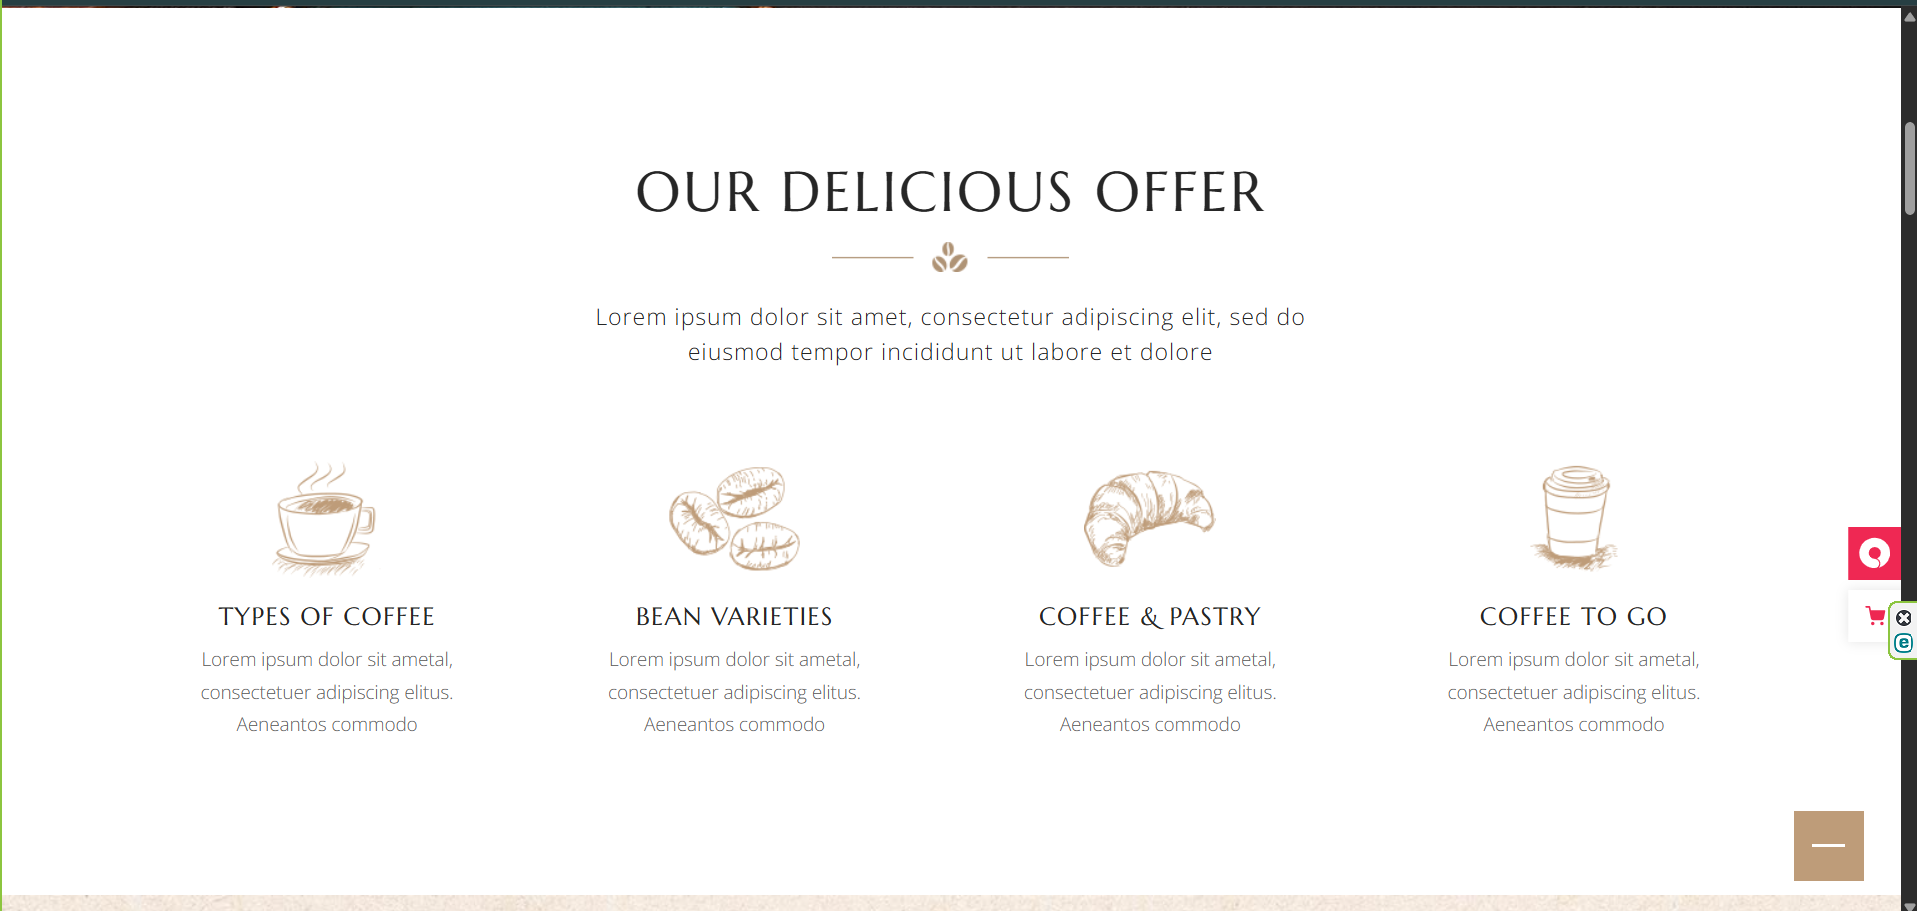 OUR DELICIOUS OFFER
Lorem ipsum dolor sit amet, consectetur adipiscing elit, sed do
eiusmod tempor incididunt ut labore et dolore
TYPES OF COFFEE
Lorem ipsum dolor sit ametal,
consectetuer adipiscing elitus.
Aeneantos commodo
BEAN VARIETIES
Lorem ipsum dolor sit ametal,
consectetuer adipiscing elitus.
Aeneantos commodo
COFFEE & PASTRY
Lorem ipsum dolor sit ametal,
consectetuer adipiscing elitus.
Aeneantos commodo
COFFEE TO GO
Lorem ipsum dolor sit ametal,
consectetuer adipiscing elitus.
Aeneantos commodo